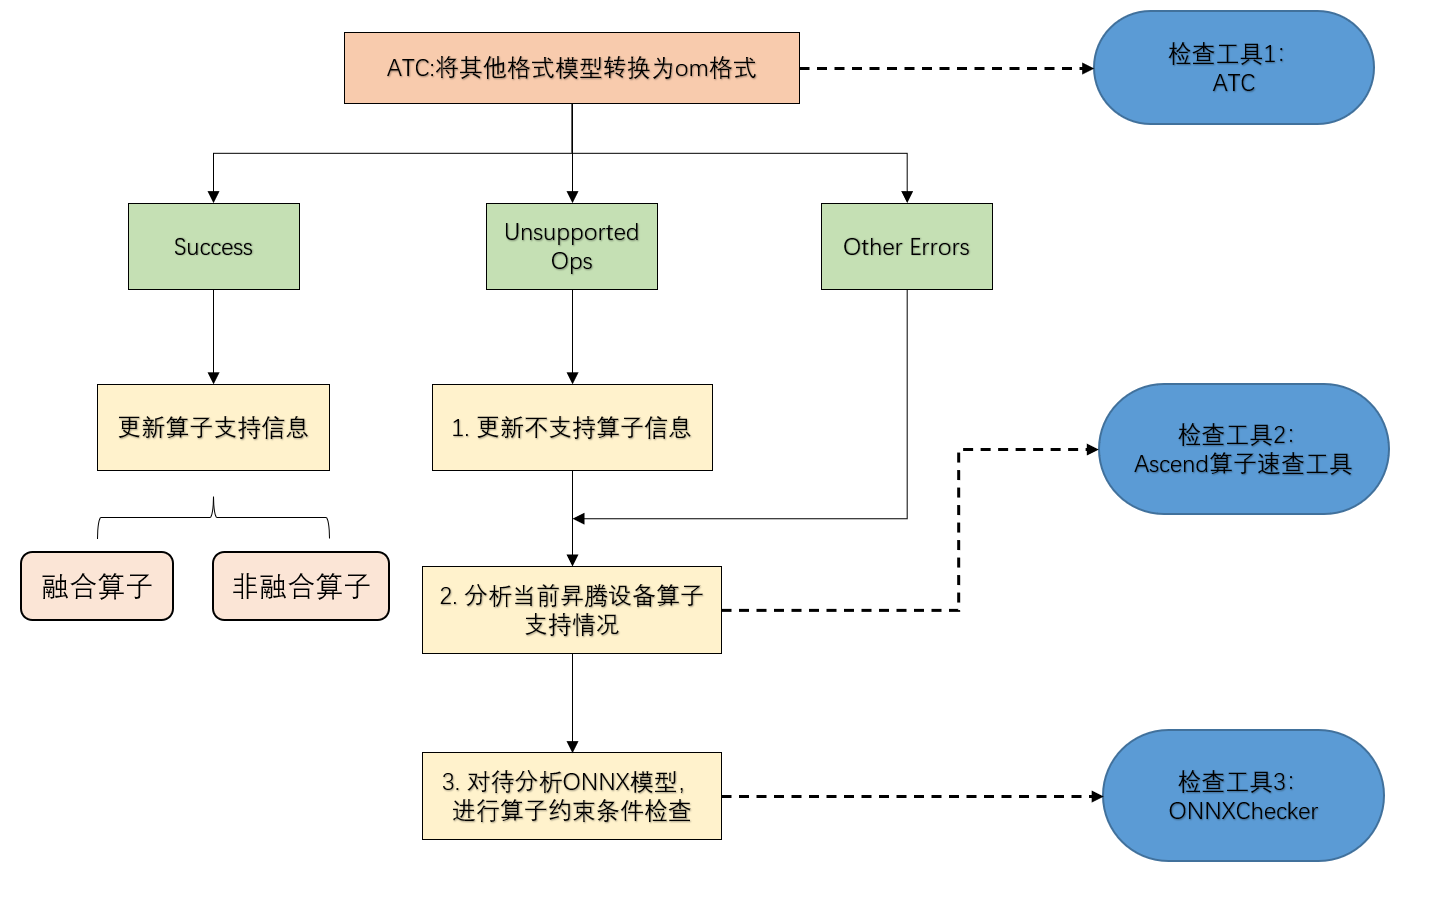 ATC:将其他格式模型转换为om格式
检查工具1：
ATC
Success
Unsupported
Ops
Other Errors
更新算子支持信息
1. 更新不支持算子信息
检查工具2：
Ascend算子速查工具
融合算子
非融合算子
2. 分析当前昇腾设备算子
支持情况
3. 对待分析ONNX模型，
进行算子约束条件检查
检查工具3：
ONNXChecker